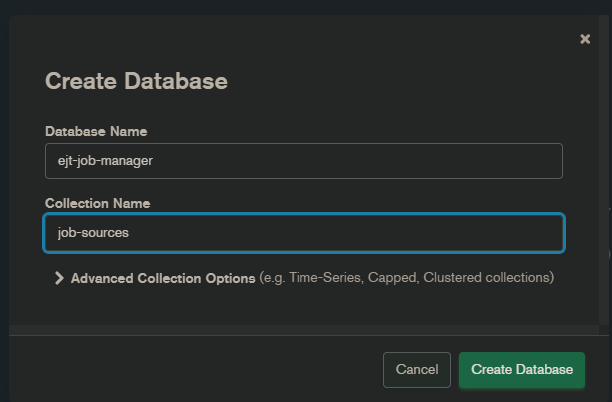 Create Database
Database Name
ejt-job-manager
Collection Name
job-sources
Advanced Collection Options (e.g. Time-Series, Capped, Clustered collections)
Cancel
Create Database